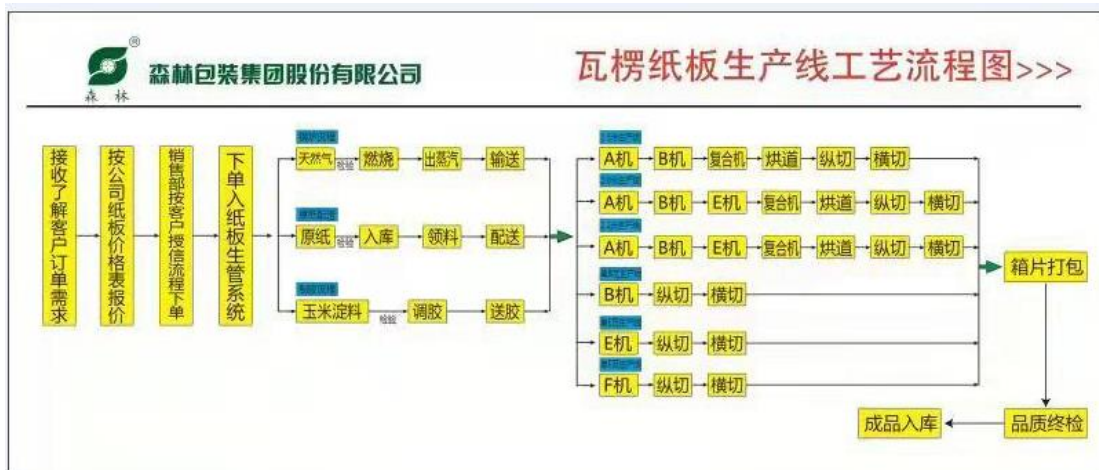 ®
森林包装集团股份有限公司
森 林
瓦楞纸板生产线工艺流程图>>>
接收了解客户订单需求
按公司纸板价格表报价
销售部按客户授信流程下单
下单入纸板生管系统
天然气
检验
燃烧
出蒸汽
输送
原纸
检验
入库
领料
配送
玉米淀料
检验
调胶
送胶
A机
B机
复合机
烘道
纵切
横切
A机
B机
E机
复合机
烘道
纵切
横切
A机
B机
E机
复合机
烘道
纵切
横切
B机
纵切
横切
E机
纵切
横切
F机
纵切
横切
箱片打包
品质终检
成品入库